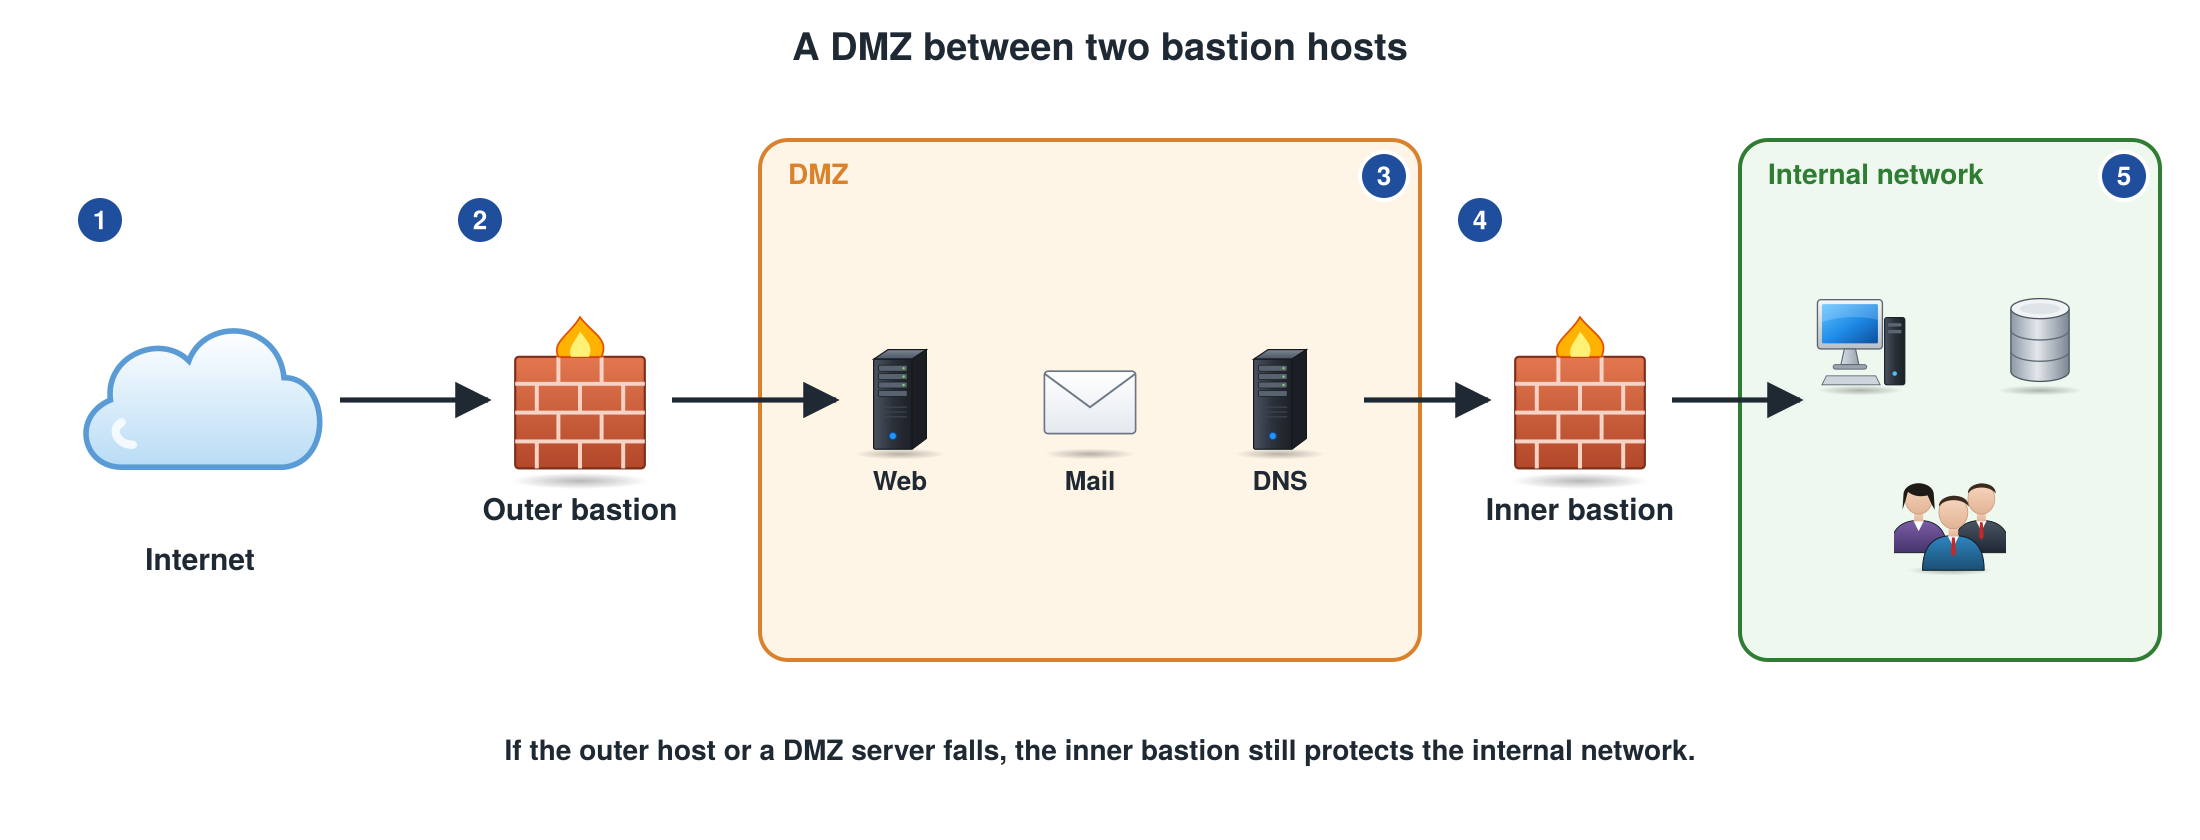 A DMZ between two bastion hosts
1
2
DMZ
3
4
Internal network
5
Web
Mail
DNS
Outer bastion
Inner bastion
Internet
If the outer host or a DMZ server falls, the inner bastion still protects the internal network.